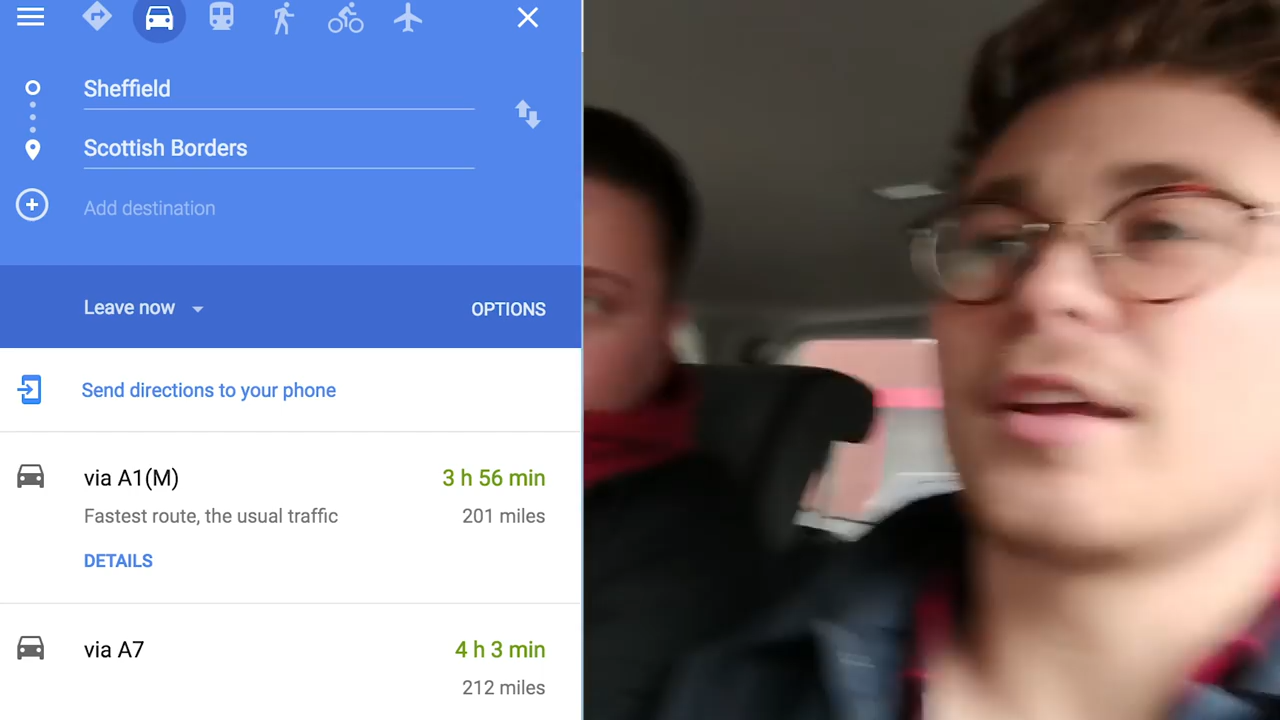 Sheffield
Scottish Borders
Add destination
Leave now
OPTIONS
Send directions to your phone
via A1(M)
3 h 56 min
Fastest route, the usual traffic
201 miles
DETAILS
via A7
4 h 3 min
212 miles